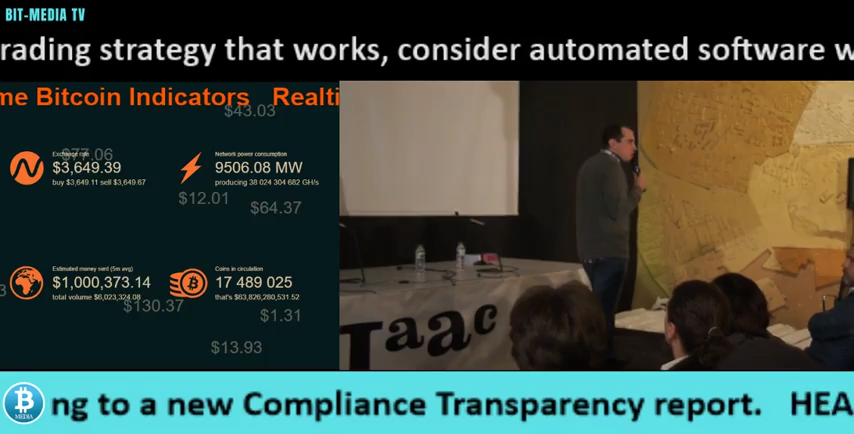 BIT-MEDIA TV
rading strategy that works, consider automated software w
me Bitcoin Indicators Realti
$43.03
$77.06
Exchange rate
$3,649.39
buy $3,649.11 sell $3,649.67
Network power consumption
9506.08 MW
producing 38 024 304 682 GH/s
$12.01
$64.37
Estimated money sent (5m avg)
$1,000,373.14
total volume $6,023,324.08
Coins in circulation
17 489 025
that's $63,826,280,531.52
3
$130.37
$1.31
$13.93
Taac
B
MEDIA
ng to a new Compliance Transparency report. HEA